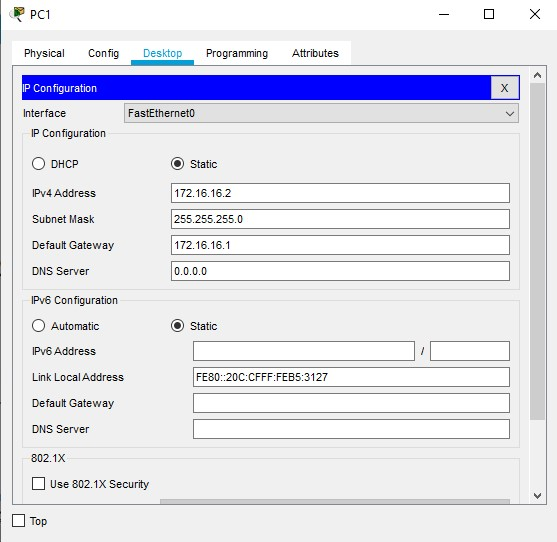 PC1
Physical Config Desktop Programming Attributes
IP Configuration X
Interface FastEthernet0
IP Configuration
DHCP Static
IPv4 Address 172.16.16.2
Subnet Mask 255.255.255.0
Default Gateway 172.16.16.1
DNS Server 0.0.0.0
IPv6 Configuration
Automatic Static
IPv6 Address /
Link Local Address FE80::20C:CFFF:FEB5:3127
Default Gateway
DNS Server
802.1X
Use 802.1X Security
Top